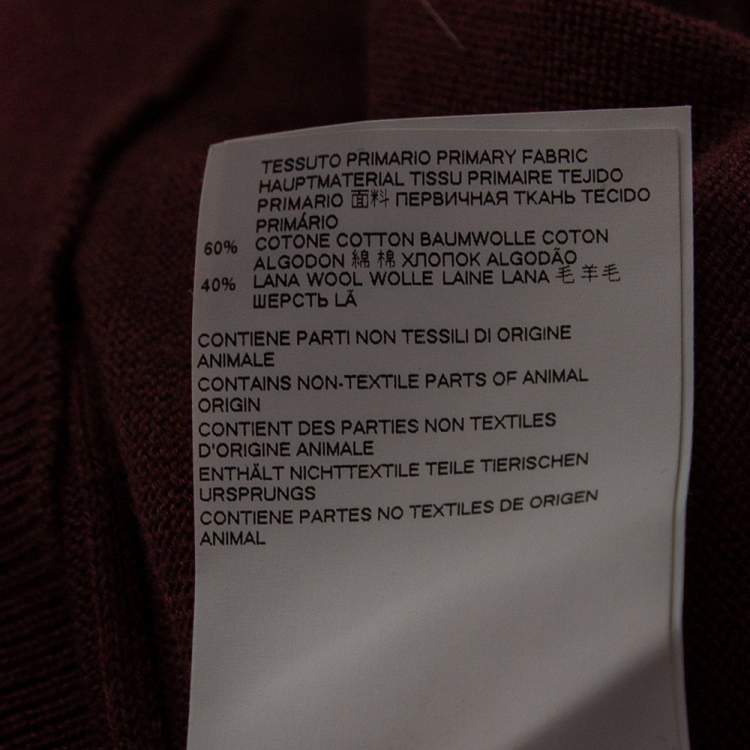 TESSUTO PRIMARIO PRIMARY FABRIC
HAUPTMATERIAL TISSU PRIMAIRE TEJIDO
PRIMARIO 面料 ПЕРВИЧНАЯ ТКАНЬ TECIDO
PRIMÁRIO
60% COTONE COTTON BAUMWOLLE COTON
ALGODON 綿 棉 ХЛОПОК ALGODÃO
40% LANA WOOL WOLLE LAINE LANA 毛 羊毛
ШЕРСТЬ LÃ
CONTIENE PARTI NON TESSILI DI ORIGINE
ANIMALE
CONTAINS NON-TEXTILE PARTS OF ANIMAL
ORIGIN
CONTIENT DES PARTIES NON TEXTILES
D'ORIGINE ANIMALE
ENTHÄLT NICHTTEXTILE TEILE TIERISCHEN
URSPRUNGS
CONTIENE PARTES NO TEXTILES DE ORIGEN
ANIMAL